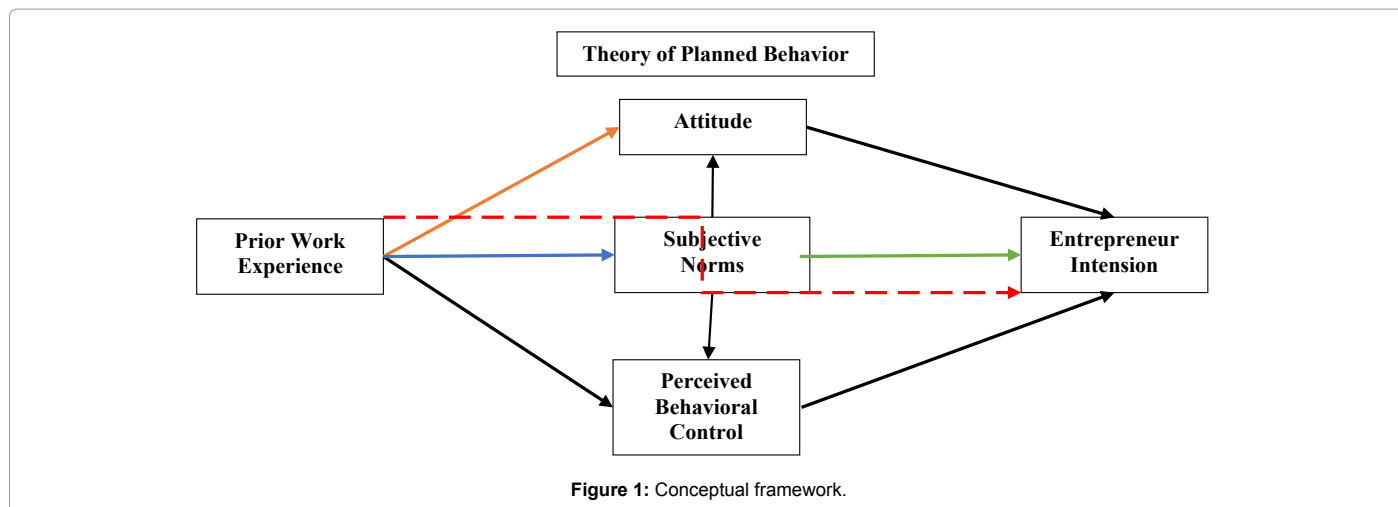 Theory of Planned Behavior
Attitude
Prior Work
Experience
Subjective
Norms
Entrepreneur
Intension
Perceived
Behavioral
Control
Figure 1: Conceptual framework.